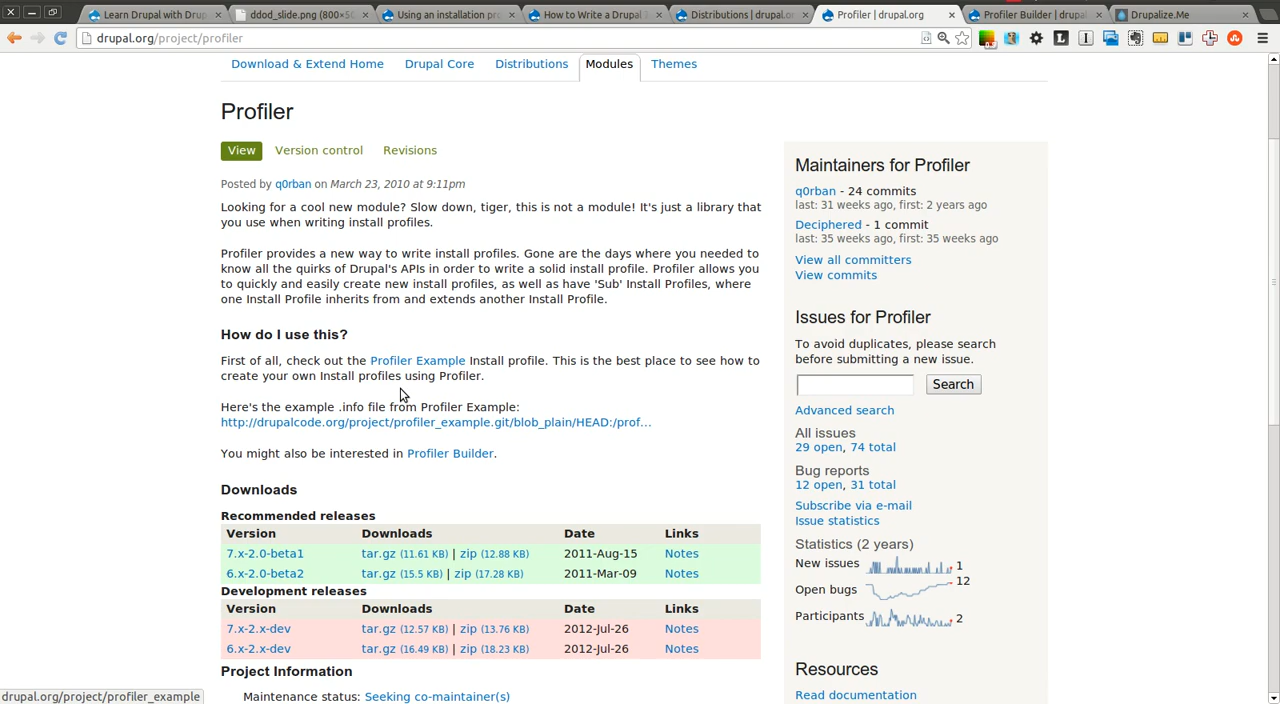 Learn Drupal with Dru
ddod_slide.png (800×50
Using an installation pro
How to Write a Drupal 7
Distributions | drupal.or
Profiler | drupal.org
Profiler Builder | drupal
Drupalize.Me
drupal.org/project/profiler
Download & Extend Home
Drupal Core
Distributions
Modules
Themes
Profiler
View
Version control
Revisions
Posted by q0rban on March 23, 2010 at 9:11pm
Looking for a cool new module? Slow down, tiger, this is not a module! It's just a library that
you use when writing install profiles.
Profiler provides a new way to write install profiles. Gone are the days where you needed to
know all the quirks of Drupal's APIs in order to write a solid install profile. Profiler allows you
to quickly and easily create new install profiles, as well as have 'Sub' Install Profiles, where
one Install Profile inherits from and extends another Install Profile.
How do I use this?
First of all, check out the Profiler Example Install profile. This is the best place to see how to
create your own Install profiles using Profiler.
Here's the example .info file from Profiler Example:
http://drupalcode.org/project/profiler_example.git/blob_plain/HEAD:/prof...
You might also be interested in Profiler Builder.
Downloads
Recommended releases
Version Downloads Date Links
7.x-2.0-beta1 tar.gz (11.61 KB) | zip (12.88 KB) 2011-Aug-15 Notes
6.x-2.0-beta2 tar.gz (15.5 KB) | zip (17.28 KB) 2011-Mar-09 Notes
Development releases
Version Downloads Date Links
7.x-2.x-dev tar.gz (12.57 KB) | zip (13.76 KB) 2012-Jul-26 Notes
6.x-2.x-dev tar.gz (16.49 KB) | zip (18.23 KB) 2012-Jul-26 Notes
Project Information
Maintenance status: Seeking co-maintainer(s)
Maintainers for Profiler
q0rban - 24 commits
last: 31 weeks ago, first: 2 years ago
Deciphered - 1 commit
last: 35 weeks ago, first: 35 weeks ago
View all committers
View commits
Issues for Profiler
To avoid duplicates, please search
before submitting a new issue.
Search
Advanced search
All issues
29 open, 74 total
Bug reports
12 open, 31 total
Subscribe via e-mail
Issue statistics
Statistics (2 years)
New issues 1
Open bugs 12
Participants 2
Resources
Read documentation
drupal.org/project/profiler_example